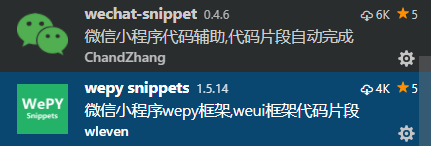 wechat-snippet 0.4.6 6K 5
微信小程序代码辅助,代码片段自动完成
ChandZhang
WePY
Snippets
wepy snippets 1.5.14 4K 5
微信小程序wepy框架,weui框架代码片段
wleven